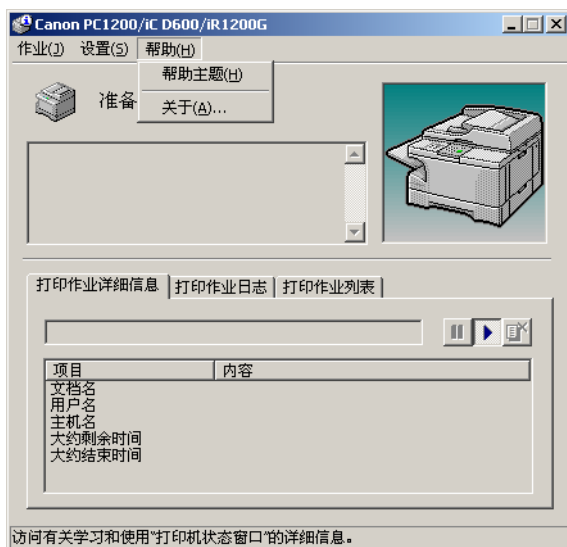 Canon PC1200/iC D600/iR1200G
作业(J) 设置(S) 帮助(H)
帮助主题(H)
准备
关于(A)...
打印作业详细信息 打印作业日志 打印作业列表
项目 内容
文档名
用户名
主机名
大约剩余时间
大约结束时间
访问有关学习和使用"打印机状态窗口"的详细信息。